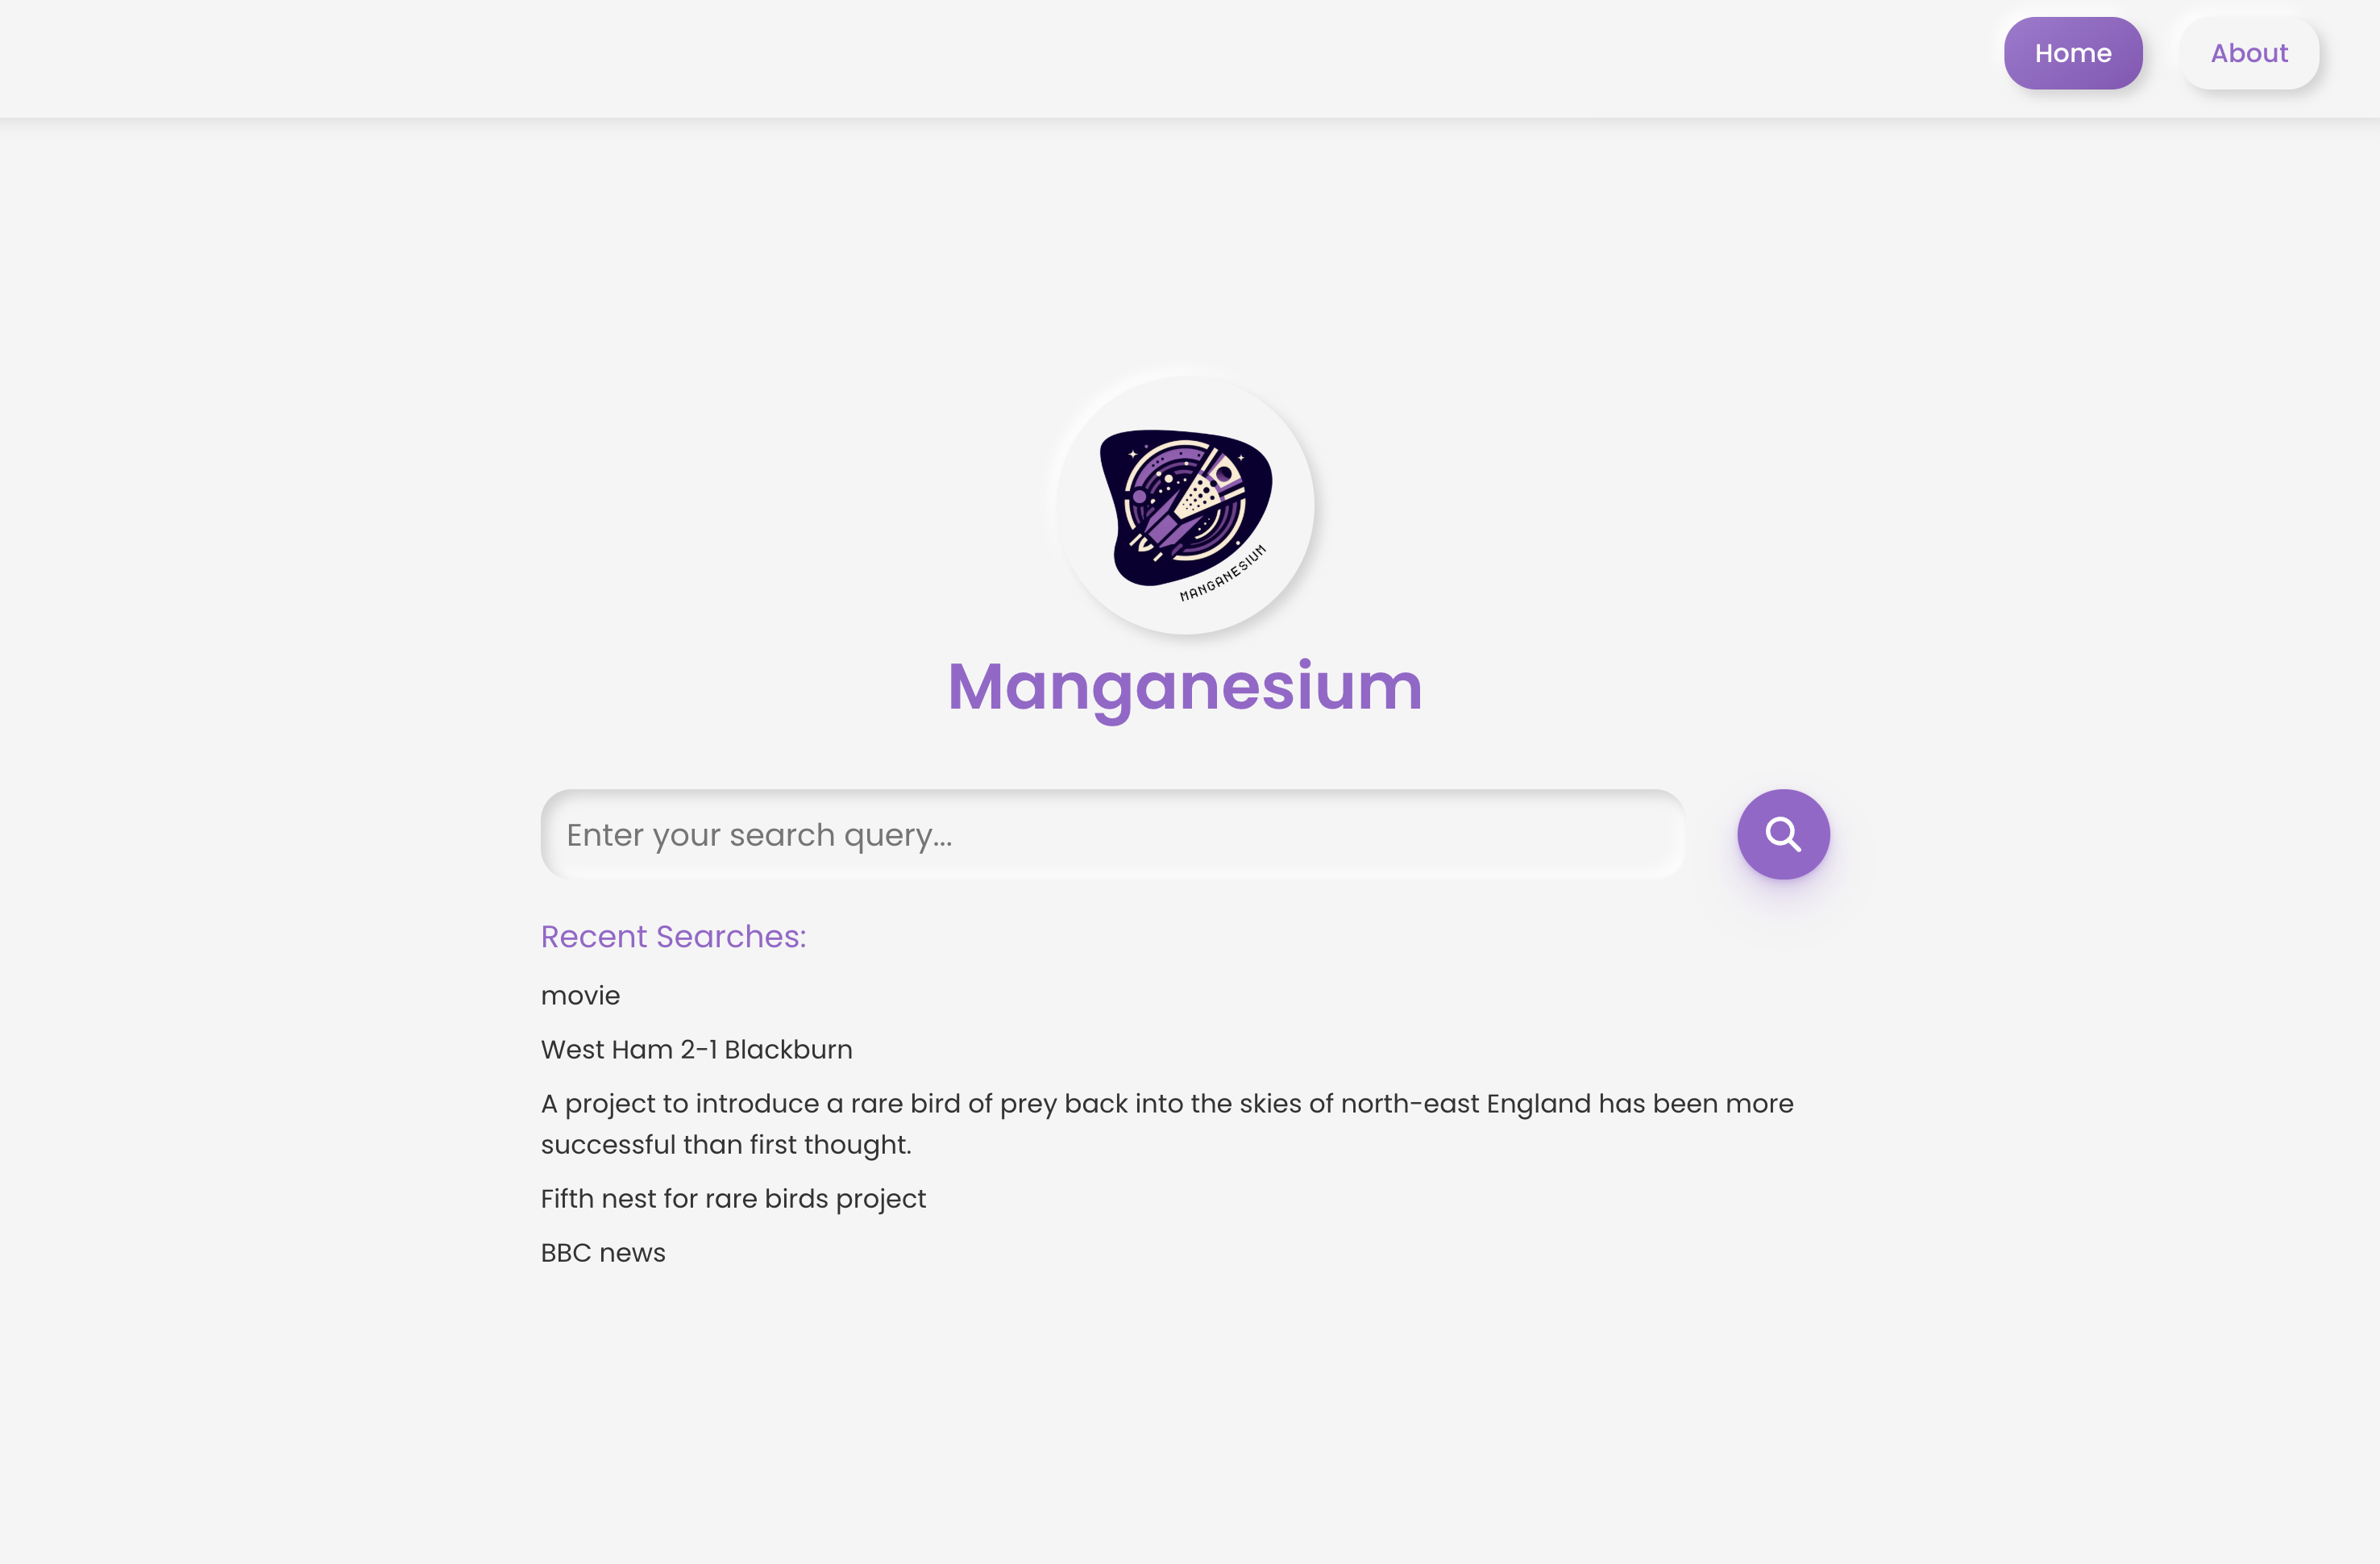 Home
About
MANGANESIUM
Manganesium
Enter your search query...
Recent Searches:
movie
West Ham 2-1 Blackburn
A project to introduce a rare bird of prey back into the skies of north-east England has been more
successful than first thought.
Fifth nest for rare birds project
BBC news